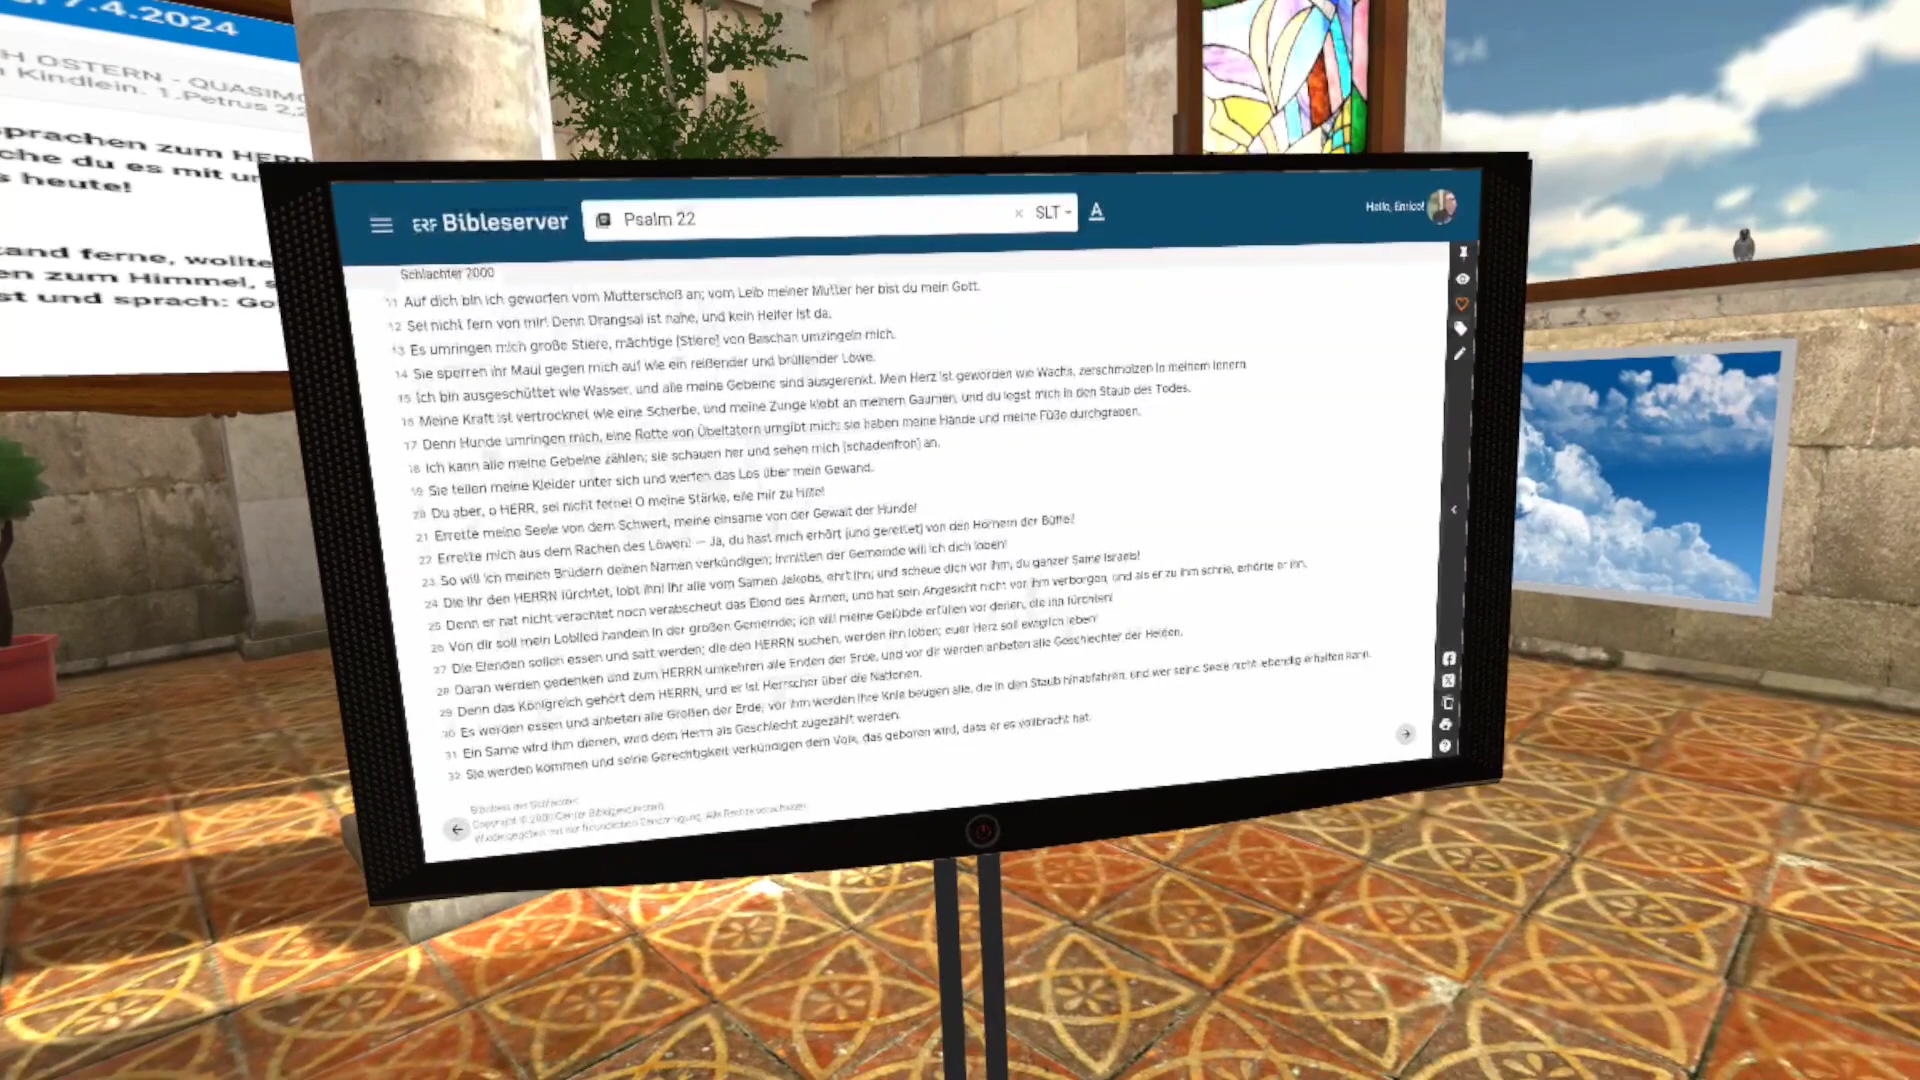 7.4.2024
H OSTERN - QUASIMO
Kindlein. 1.Petrus 2,2
sprachen zum HERR
che du es mit un
s heute!
and ferne, wollte
en zum Himmel, s
st und sprach: Go
ERF Bibleserver
Psalm 22
SLT
Hello, Enrico!
Schlachter 2000
11 Auf dich bin ich geworfen vom Mutterschoß an; vom Leib meiner Mutter her bist du mein Gott.
12 Sei nicht fern von mir! Denn Drangsal ist nahe, und kein Helfer ist da.
13 Es umringen mich große Stiere, mächtige [Stiere] von Baschan umzingeln mich.
14 Sie sperren ihr Maul gegen mich auf wie ein reißender und brüllender Löwe.
15 Ich bin ausgeschüttet wie Wasser, und alle meine Gebeine sind ausgerenkt. Mein Herz ist geworden wie Wachs, zerschmolzen in meinem Innern
16 Meine Kraft ist vertrocknet wie eine Scherbe, und meine Zunge klebt an meinem Gaumen, und du legst mich in den Staub des Todes.
17 Denn Hunde umringen mich, eine Rotte von Übeltätern umgibt mich; sie haben meine Hände und meine Füße durchgraben.
18 Ich kann alle meine Gebeine zählen; sie schauen her und sehen mich [schadenfroh] an.
19 Sie teilen meine Kleider unter sich und werfen das Los über mein Gewand.
20 Du aber, o HERR, sei nicht ferne! O meine Stärke, eile mir zu Hilfe!
21 Errette meine Seele von dem Schwert, meine einsame von der Gewalt der Hunde!
22 Errette mich aus dem Rachen des Löwen! — Ja, du hast mich erhört [und gerettet] von den Hörnern der Büffel!
23 So will ich meinen Brüdern deinen Namen verkündigen; inmitten der Gemeinde will ich dich loben!
24 Die ihr den HERRN fürchtet, lobt ihn! Ihr alle vom Samen Jakobs, ehrt ihn; und scheue dich vor ihm, du ganzer Same Israels!
25 Denn er hat nicht verachtet noch verabscheut das Elend des Armen, und hat sein Angesicht nicht vor ihm verborgen, und als er zu ihm schrie, erhörte er ihn.
26 Von dir soll mein Loblied handeln in der großen Gemeinde; ich will meine Gelübde erfüllen vor denen, die ihn fürchten!
27 Die Elenden sollen essen und satt werden; die den HERRN suchen, werden ihn loben; euer Herz soll ewiglich leben!
28 Daran werden gedenken und zum HERRN umkehren alle Enden der Erde, und vor dir werden anbeten alle Geschlechter der Heiden.
29 Denn das Königreich gehört dem HERRN, und er ist Herrscher über die Nationen.
30 Es werden essen und anbeten alle Großen der Erde; vor ihm werden ihre Knie beugen alle, die in den Staub hinabfahren, und wer seine Seele nicht lebendig erhalten kann.
31 Ein Same wird ihm dienen, wird dem Herrn als Geschlecht zugezählt werden.
32 Sie werden kommen und seine Gerechtigkeit verkündigen dem Volk, das geboren wird, dass er es vollbracht hat.
Bibeltext der Schlachter
Copyright © 2000 Genfer Bibelgesellschaft
Wiedergegeben mit der freundlichen Genehmigung. Alle Rechte vorbehalten.